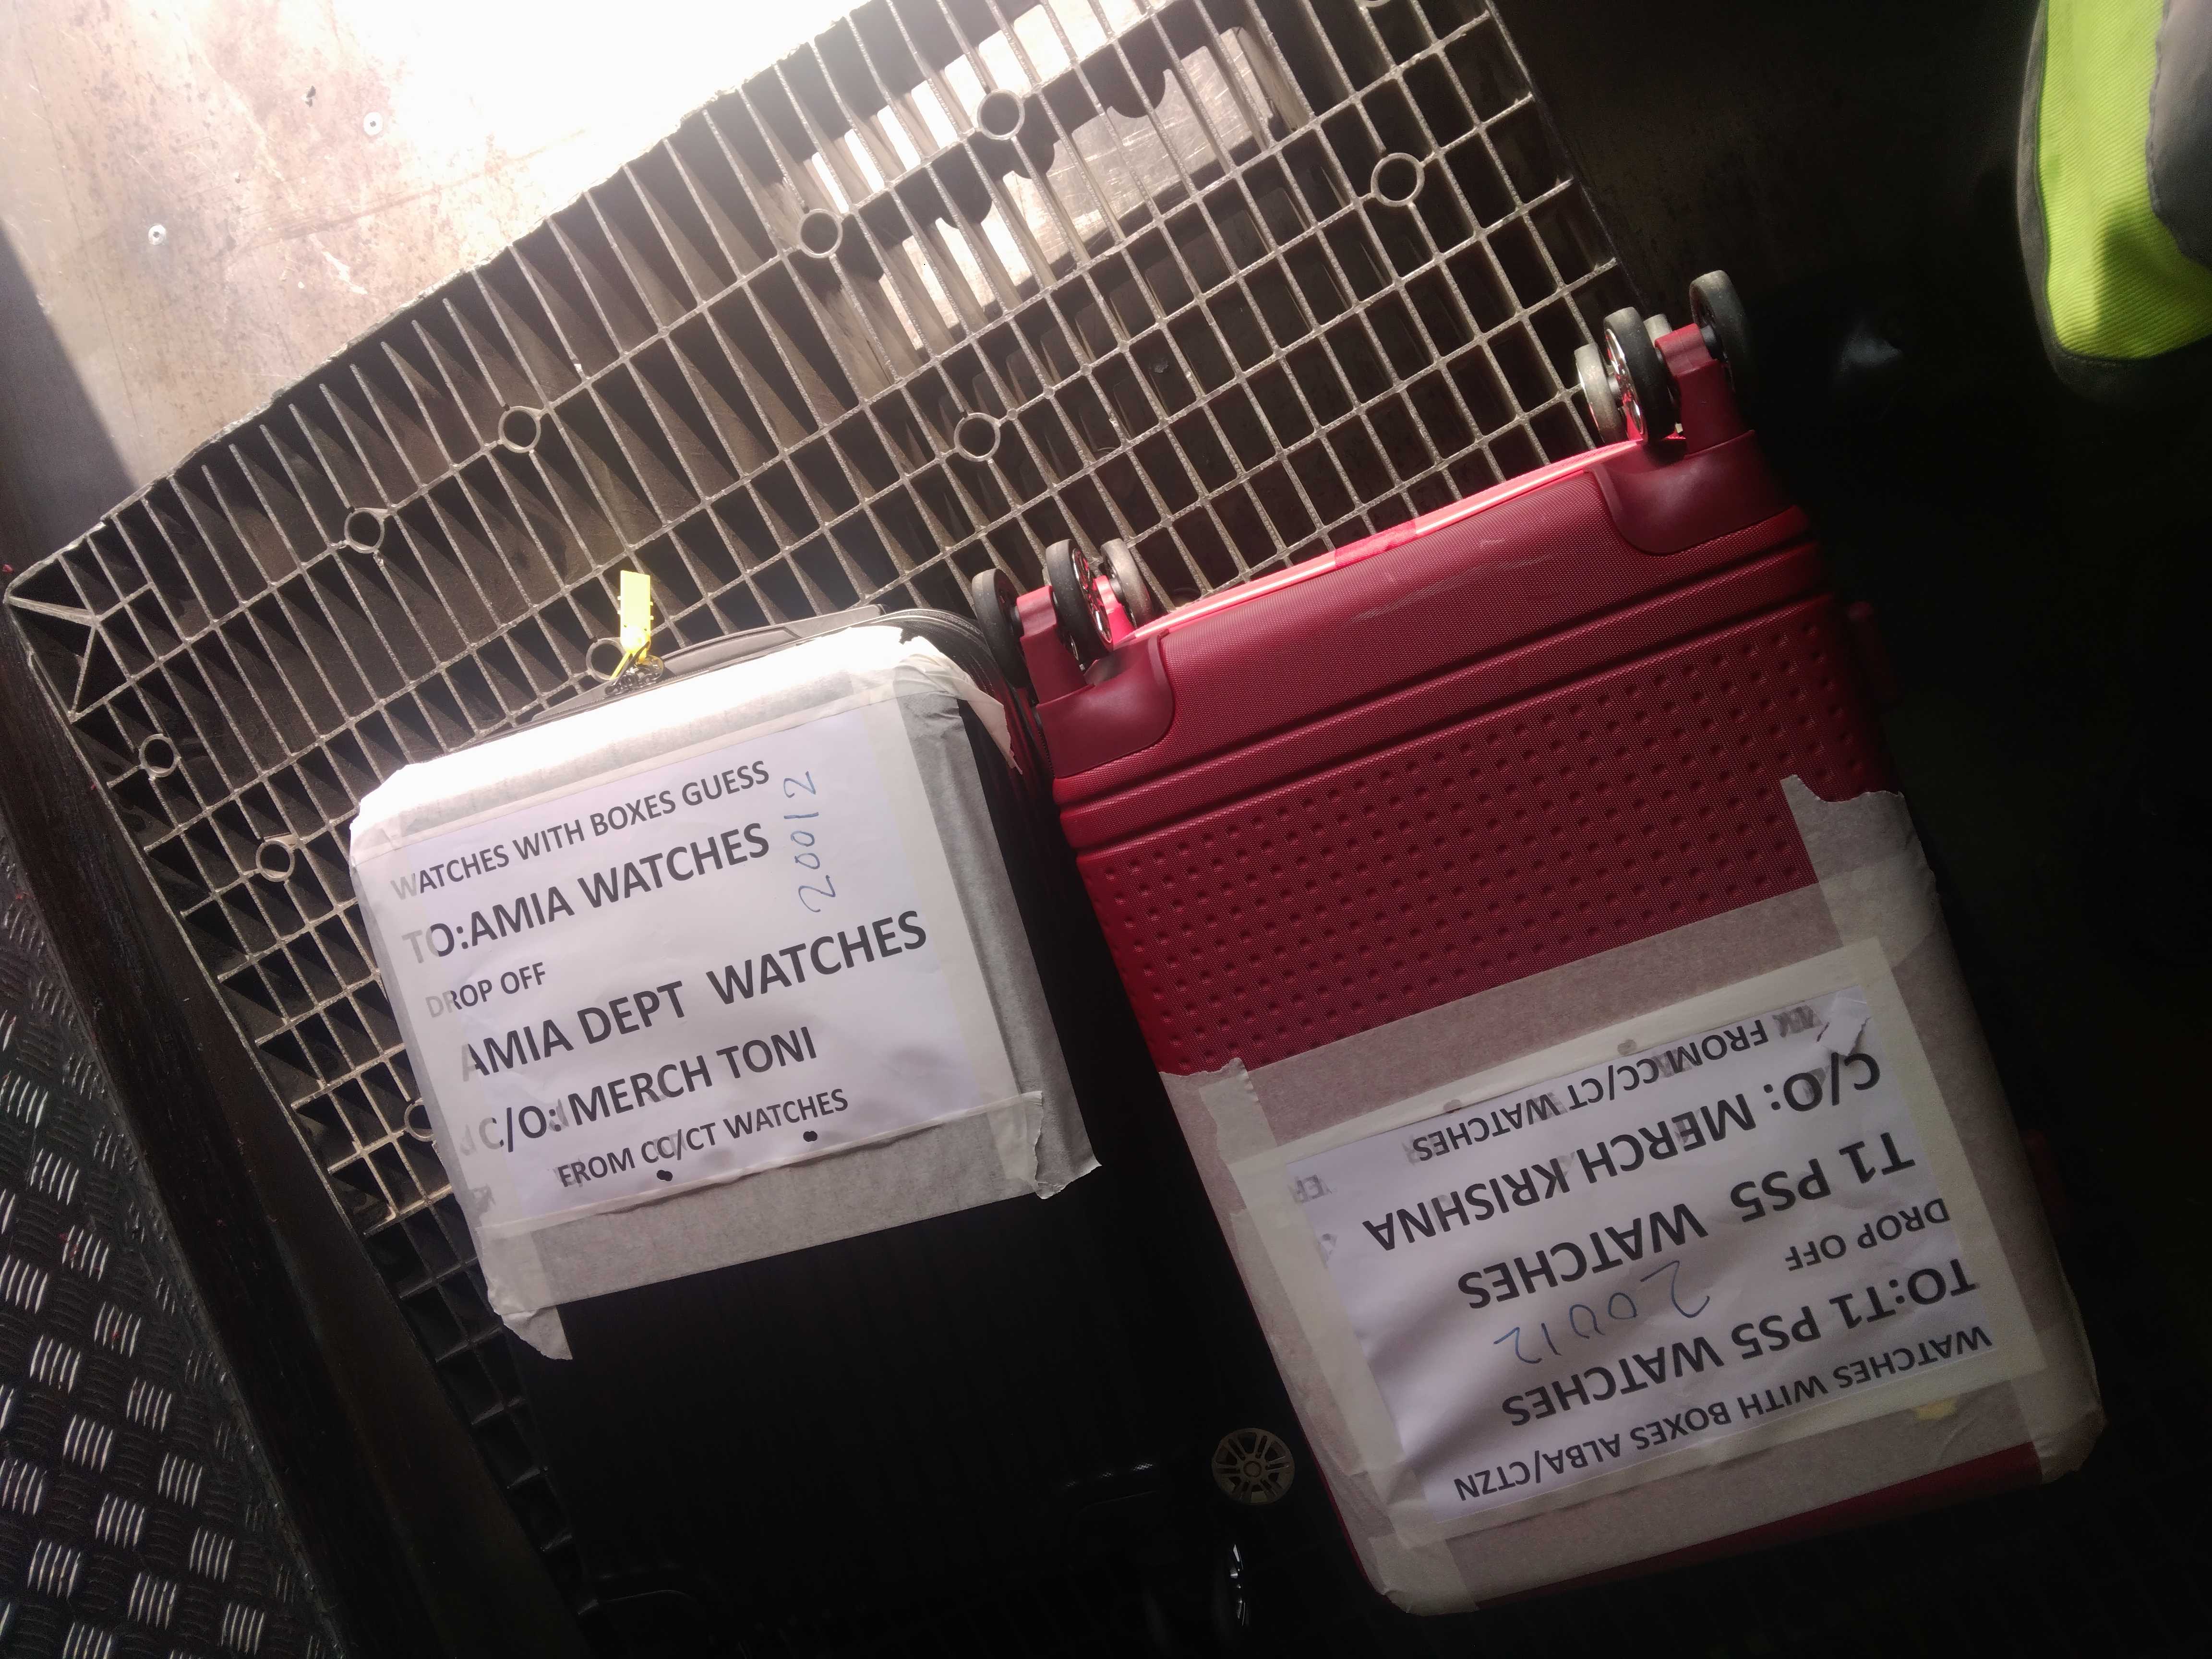 WATCHES WITH BOXES GUESS
TO:AMIA WATCHES
20012
DROP OFF
AMIA DEPT WATCHES
C/O: MERCH TONI
FROM CC/CT WATCHES
WATCHES WITH BOXES ALBA/CTZN
TO:T1 PS5 WATCHES
20012
DROP OFF
T1 PS5 WATCHES
C/O: MERCH KRISHNA
FROM CC/CT WATCHES